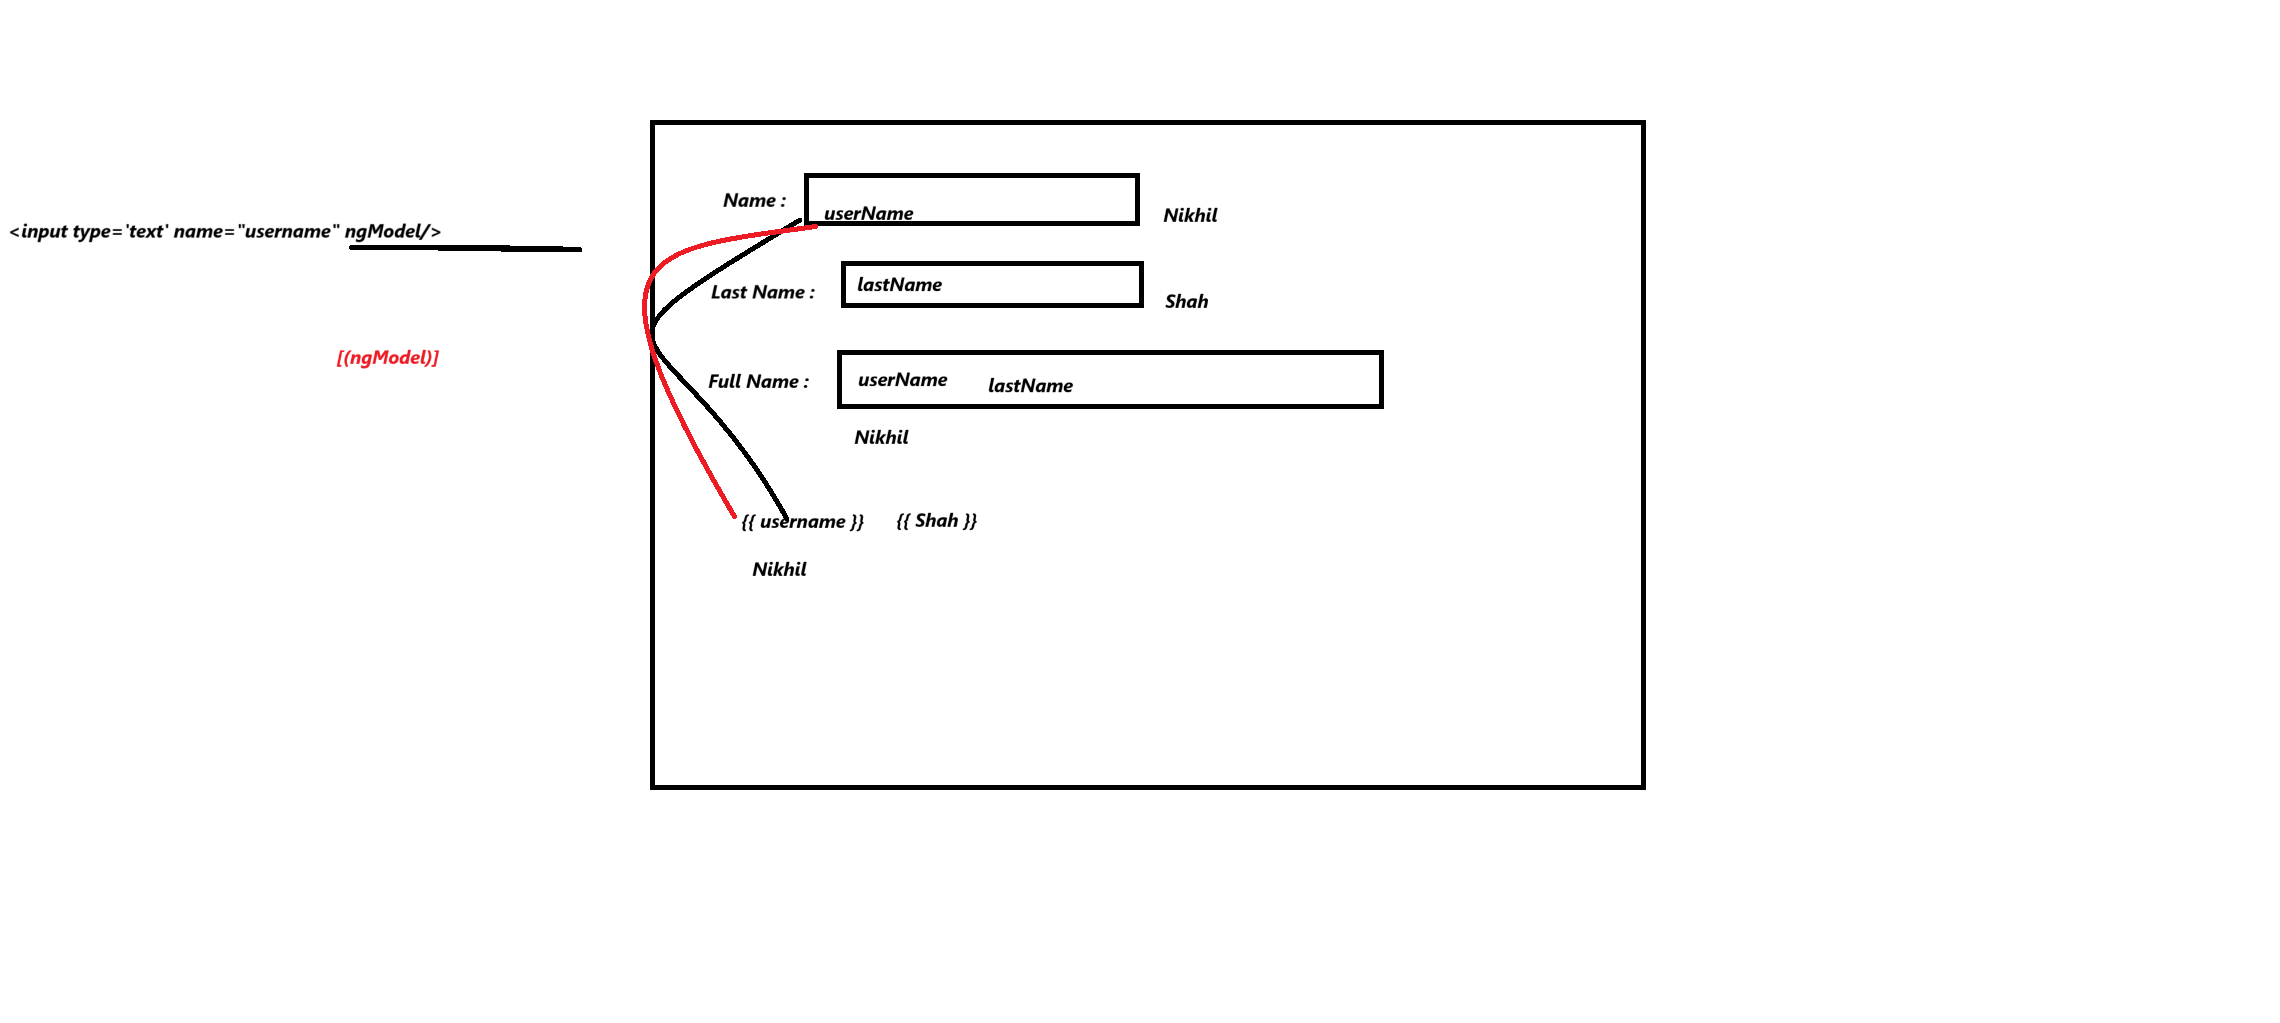 <input type='text' name="username" ngModel/>
[(ngModel)]
Name : userName Nikhil
Last Name : lastName Shah
Full Name : userName lastName
Nikhil
{{ username }} {{ Shah }}
Nikhil